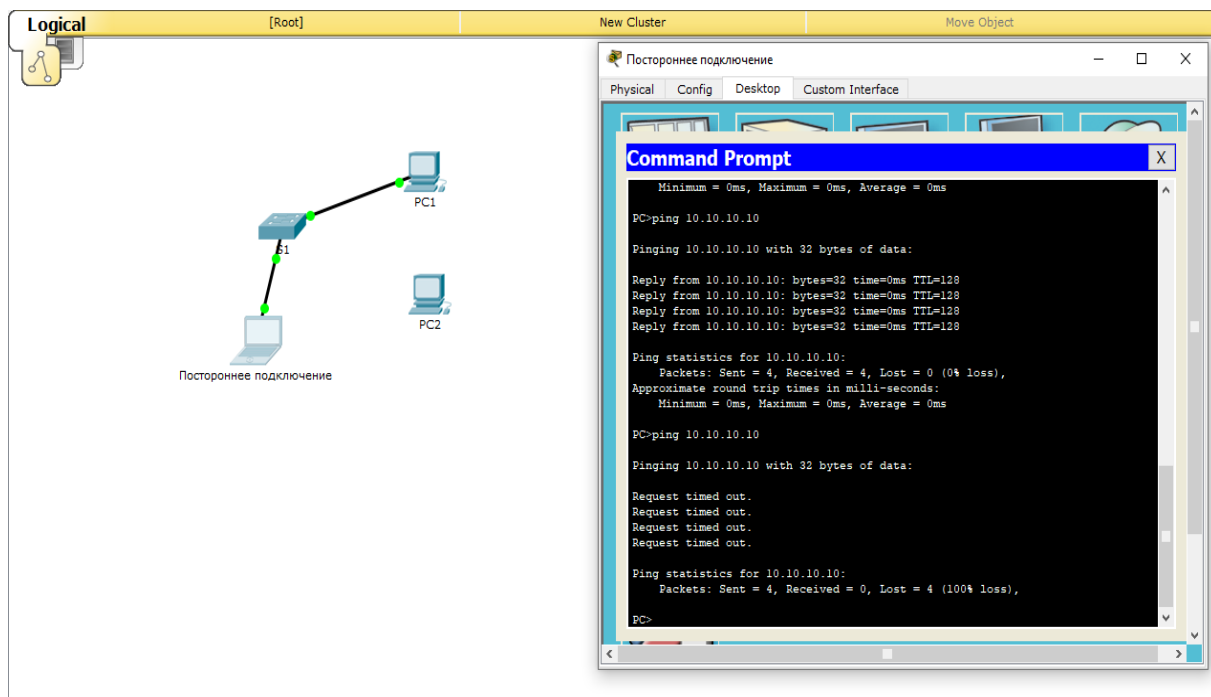 Logical
[Root]
New Cluster
Move Object
Постороннее подключение
Physical Config Desktop Custom Interface
Command Prompt
X
Minimum = 0ms, Maximum = 0ms, Average = 0ms
PC>ping 10.10.10.10
Pinging 10.10.10.10 with 32 bytes of data:
Reply from 10.10.10.10: bytes=32 time=0ms TTL=128
Reply from 10.10.10.10: bytes=32 time=0ms TTL=128
Reply from 10.10.10.10: bytes=32 time=0ms TTL=128
Reply from 10.10.10.10: bytes=32 time=0ms TTL=128
Ping statistics for 10.10.10.10:
Packets: Sent = 4, Received = 4, Lost = 0 (0% loss),
Approximate round trip times in milli-seconds:
Minimum = 0ms, Maximum = 0ms, Average = 0ms
PC>ping 10.10.10.10
Pinging 10.10.10.10 with 32 bytes of data:
Request timed out.
Request timed out.
Request timed out.
Request timed out.
Ping statistics for 10.10.10.10:
Packets: Sent = 4, Received = 0, Lost = 4 (100% loss),
PC>
PC1
S1
PC2
Постороннее подключение